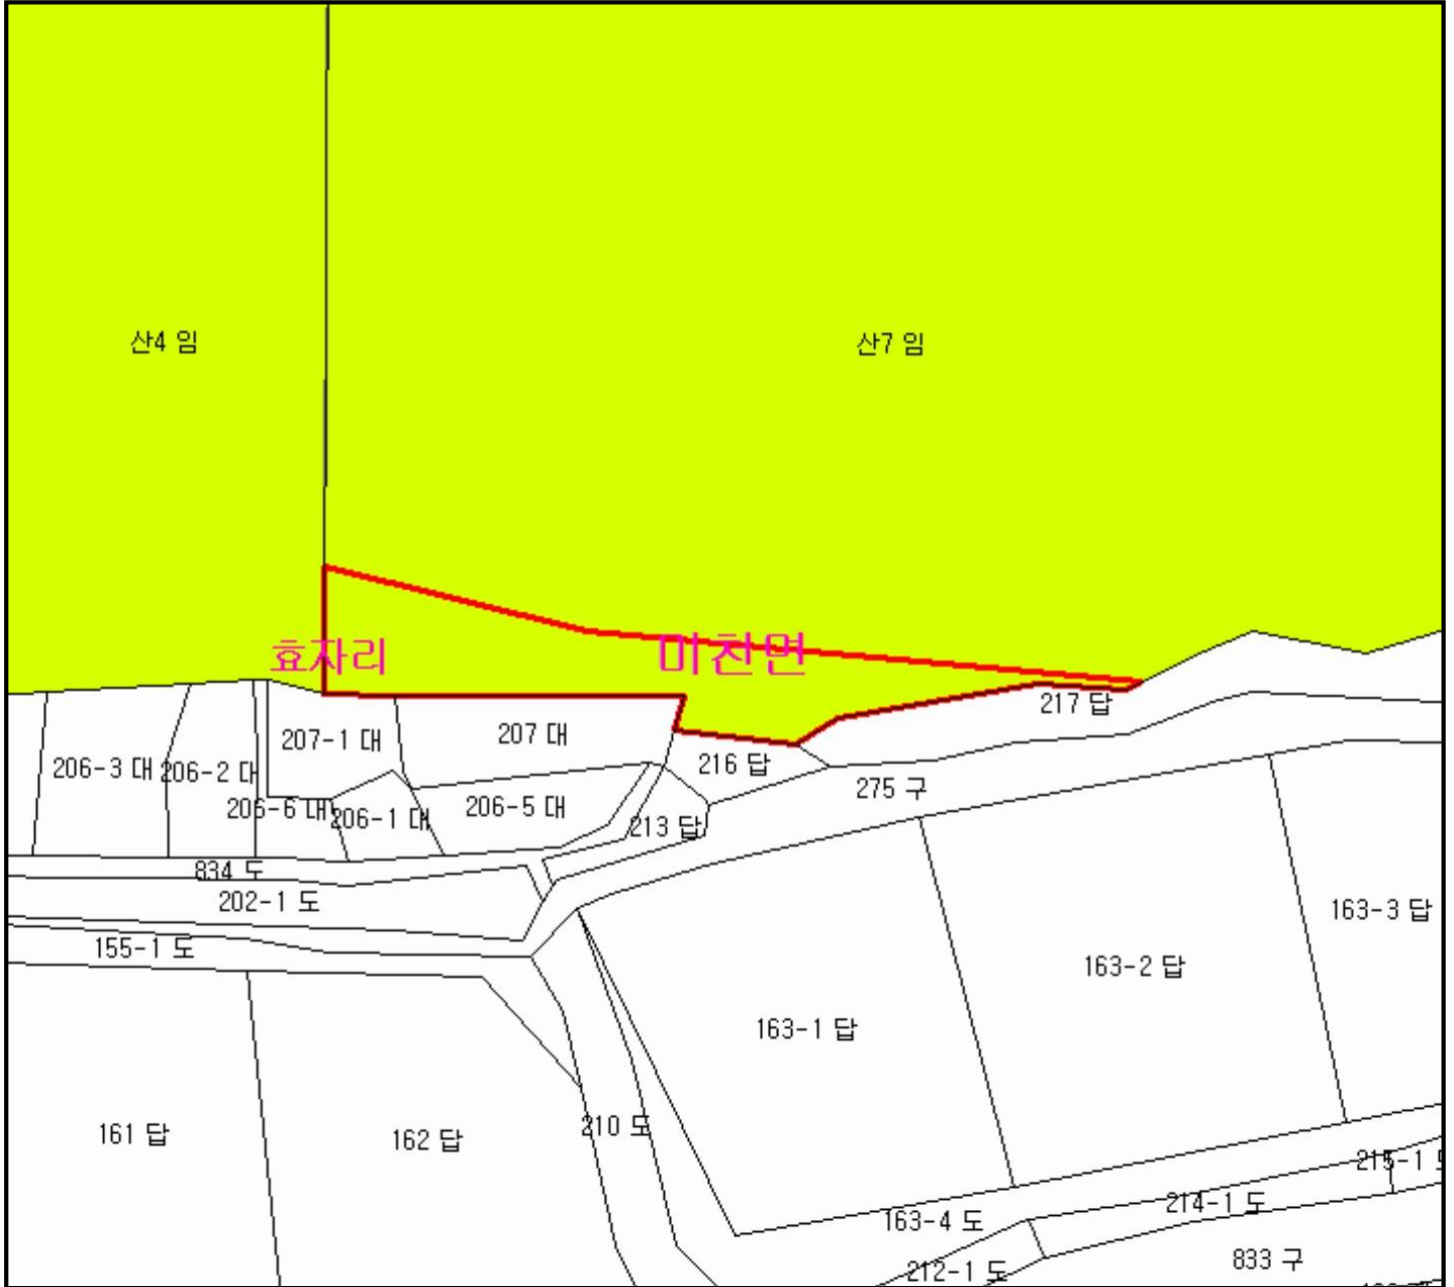 산4 임
산7 임
효자리
미천면
217 답
207-1 대
207 대
216 답
206-3 대
206-2 대
275 구
206-6 대
206-1 대
206-5 대
213 답
834 도
202-1 도
163-3 답
155-1 도
163-2 답
163-1 답
161 답
162 답
210 도
215-1 도
214-1 도
163-4 도
833 구
212-1 도